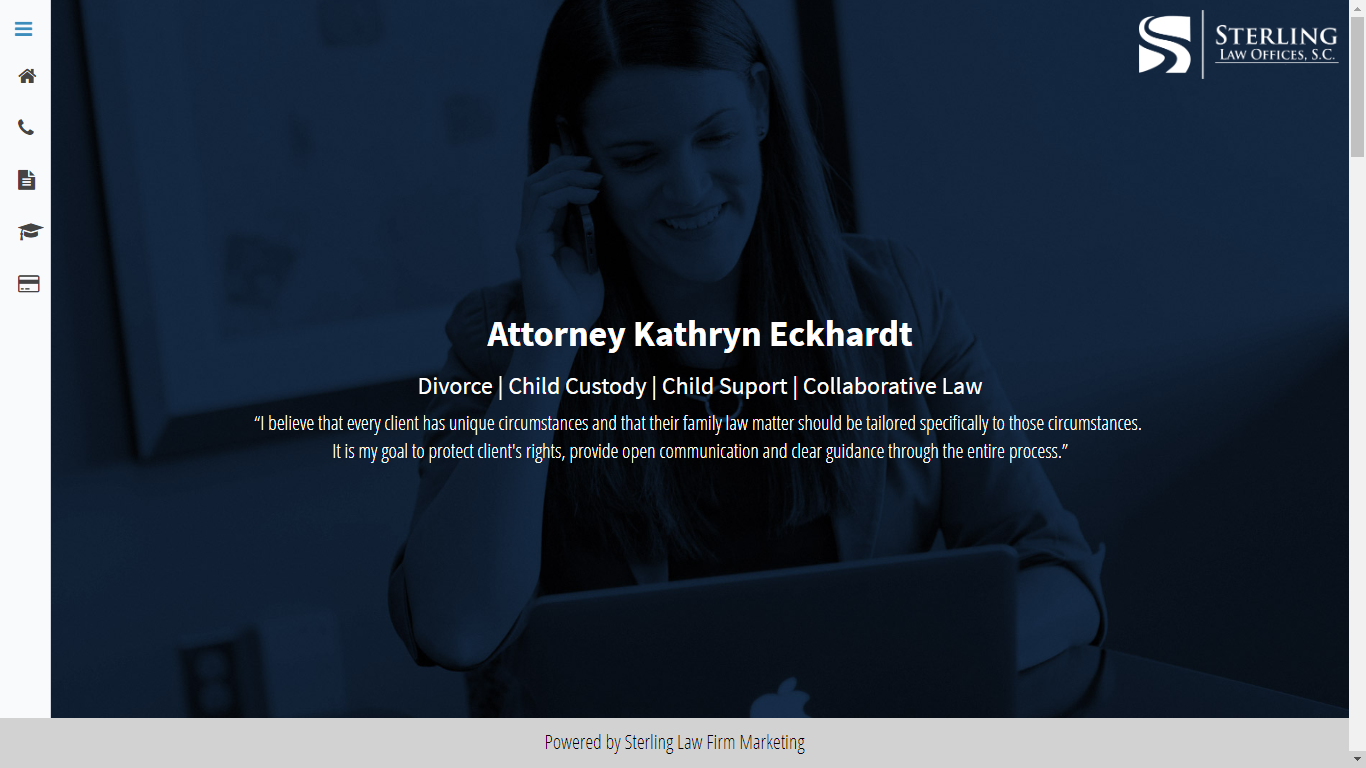 STERLING
LAW OFFICES, S.C.
Attorney Kathryn Eckhardt
Divorce | Child Custody | Child Suport | Collaborative Law
“I believe that every client has unique circumstances and that their family law matter should be tailored specifically to those circumstances.
It is my goal to protect client's rights, provide open communication and clear guidance through the entire process.”
Powered by Sterling Law Firm Marketing